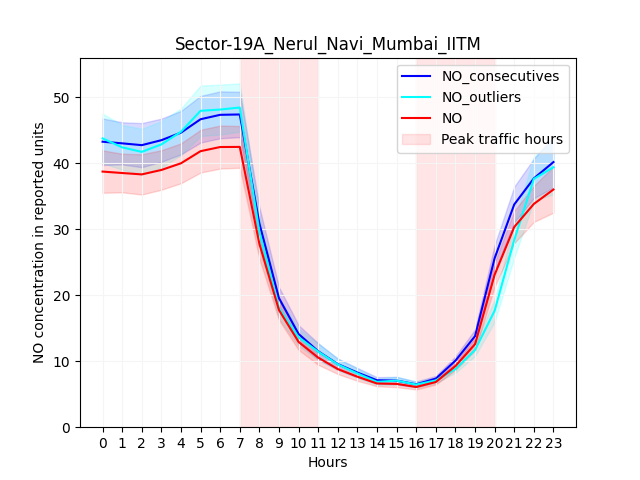 Sector-19A_Nerul_Navi_Mumbai_IITM
NO_consecutives
NO_outliers
NO
Peak traffic hours
NO concentration in reported units
50
40
30
20
10
0
0 1 2 3 4 5 6 7 8 9 10 11 12 13 14 15 16 17 18 19 20 21 22 23
Hours